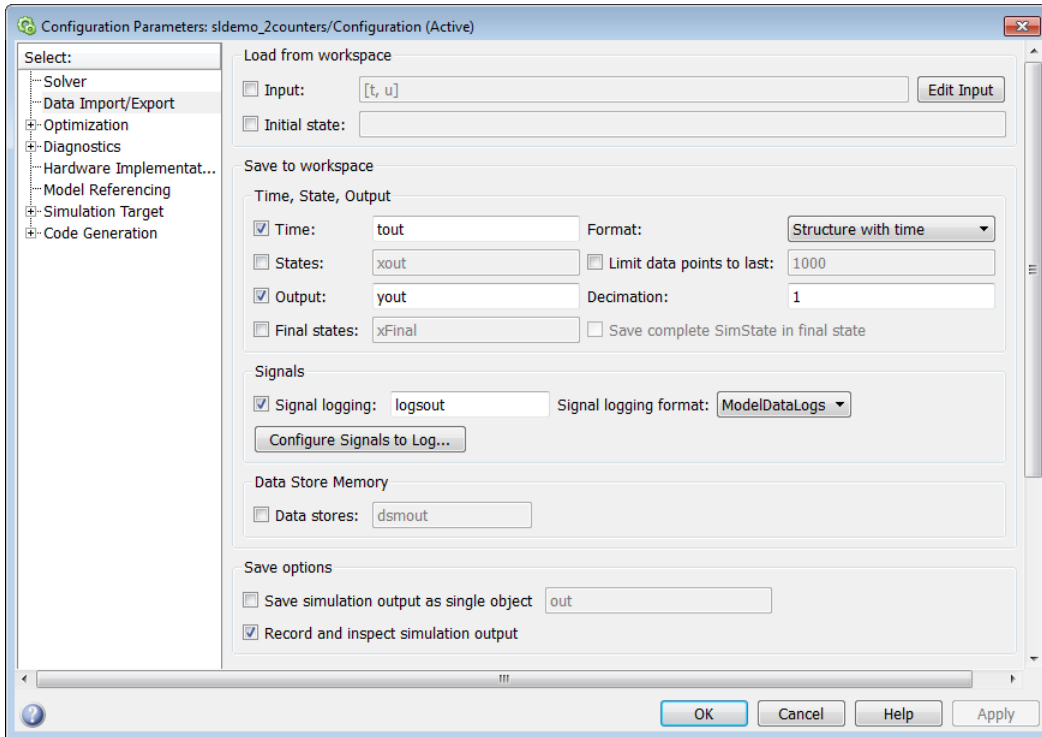 Configuration Parameters: sldemo_2counters/Configuration (Active)
Select:
Solver
Data Import/Export
Optimization
Diagnostics
Hardware Implementat...
Model Referencing
Simulation Target
Code Generation
Load from workspace
Input: [t, u] Edit Input
Initial state:
Save to workspace
Time, State, Output
Time: tout Format: Structure with time
States: xout Limit data points to last: 1000
Output: yout Decimation: 1
Final states: xFinal Save complete SimState in final state
Signals
Signal logging: logsout Signal logging format: ModelDataLogs
Configure Signals to Log...
Data Store Memory
Data stores: dsmout
Save options
Save simulation output as single object out
Record and inspect simulation output
? OK Cancel Help Apply